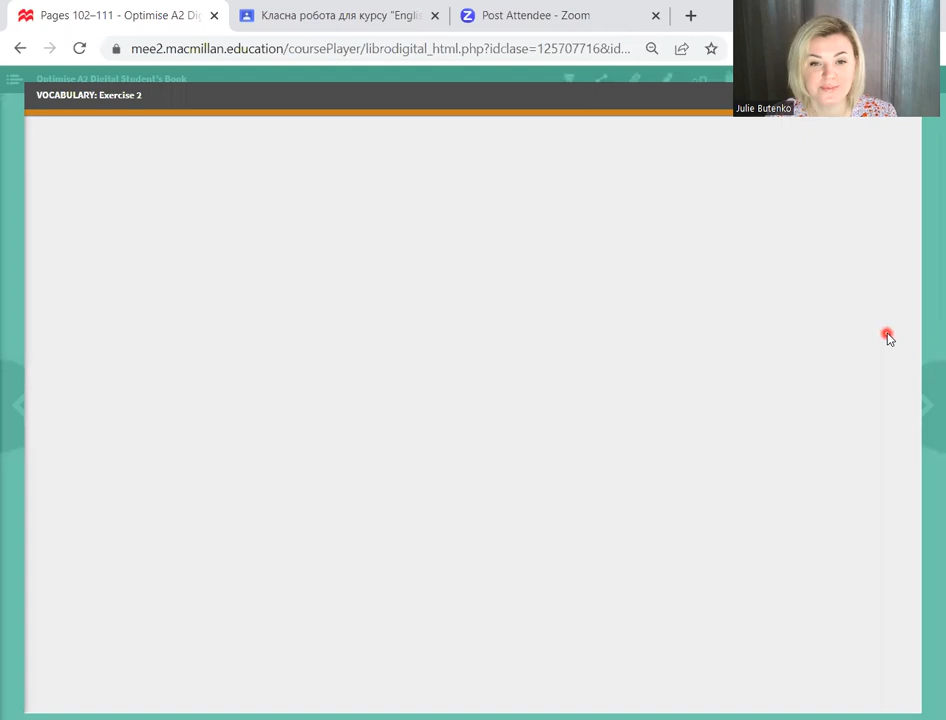 Pages 102–111 - Optimise A2 Dig
Класна робота для курсу "Englis
Post Attendee - Zoom
mee2.macmillan.education/coursePlayer/librodigital_html.php?idclase=125707716&id...
Optimise A2 Digital Student's Book
VOCABULARY: Exercise 2
Julie Butenko